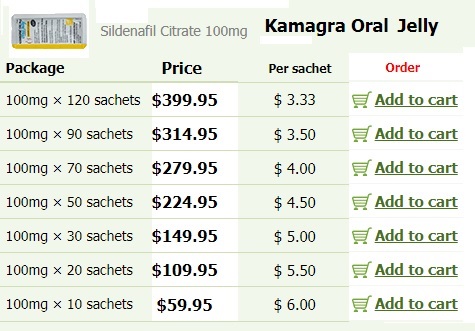 Sildenafil Citrate 100mg Kamagra Oral Jelly
Package Price Per sachet Order
100mg × 120 sachets $399.95 $ 3.33 Add to cart
100mg × 90 sachets $314.95 $ 3.50 Add to cart
100mg × 70 sachets $279.95 $ 4.00 Add to cart
100mg × 50 sachets $224.95 $ 4.50 Add to cart
100mg × 30 sachets $149.95 $ 5.00 Add to cart
100mg × 20 sachets $109.95 $ 5.50 Add to cart
100mg × 10 sachets $59.95 $ 6.00 Add to cart